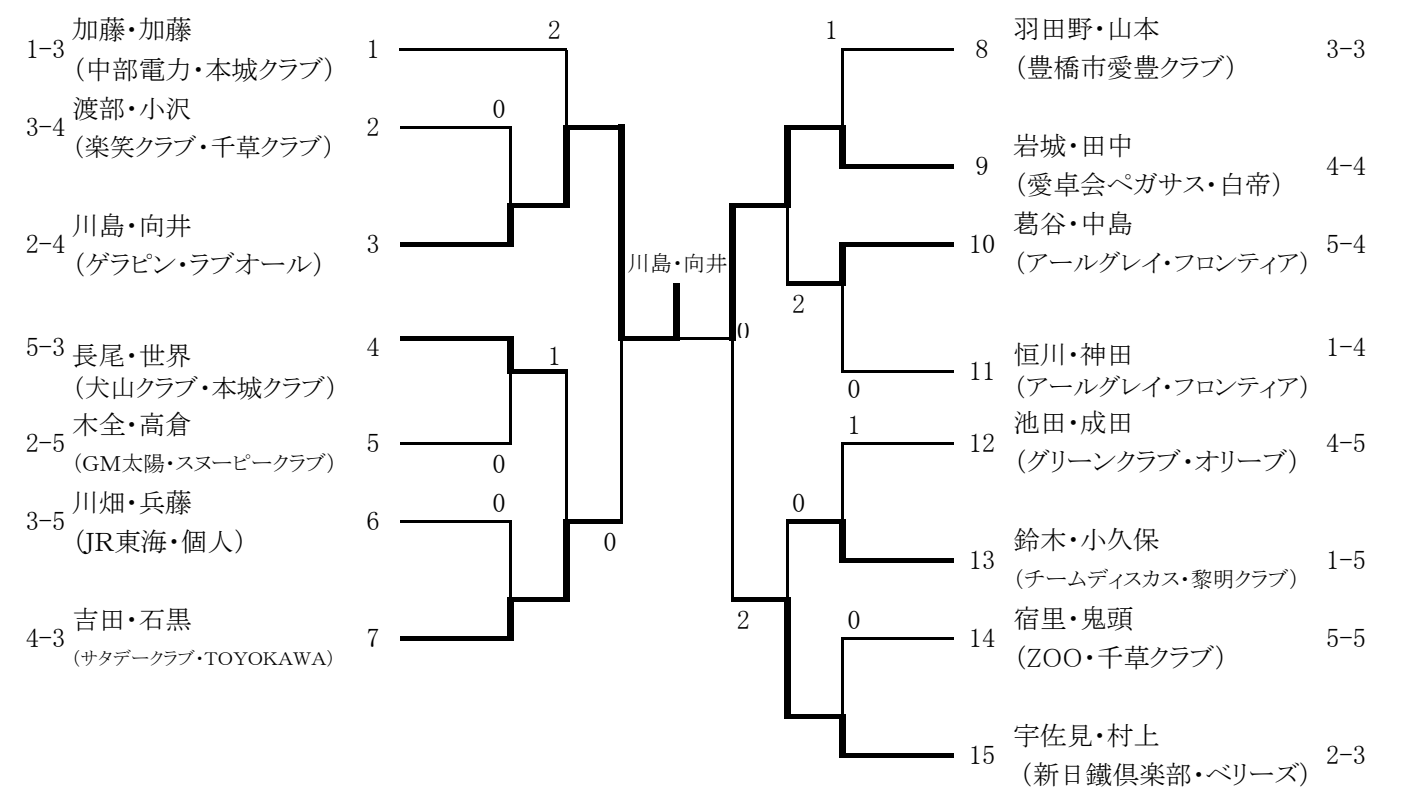 加藤・加藤
1-3
1
（中部電力・本城クラブ）
2
渡部・小沢
3-4
2
（楽笑クラブ・千草クラブ）
0
川島・向井
2-4
3
（ゲラピン・ラブオール）
5-3
4
長尾・世界
（犬山クラブ・本城クラブ）
1
木全・高倉
2-5
5
（GM太陽・スヌーピークラブ）
0
川畑・兵藤
3-5
6
（JR東海・個人）
0
0
吉田・石黒
4-3
7
（サタデークラブ・TOYOKAWA）
川島・向井
0
1
羽田野・山本
8
3-3
（豊橋市愛豊クラブ）
岩城・田中
9
4-4
（愛卓会ペガサス・白帝）
葛谷・中島
10
5-4
（アールグレイ・フロンティア）
2
恒川・神田
1-4
11
（アールグレイ・フロンティア）
0
池田・成田
1
12
4-5
（グリーンクラブ・オリーブ）
0
鈴木・小久保
13
1-5
（チームディスカス・黎明クラブ）
2
宿里・鬼頭
0
14
5-5
（ZOO・千草クラブ）
宇佐見・村上
15
2-3
（新日鐵倶楽部・ベリーズ）